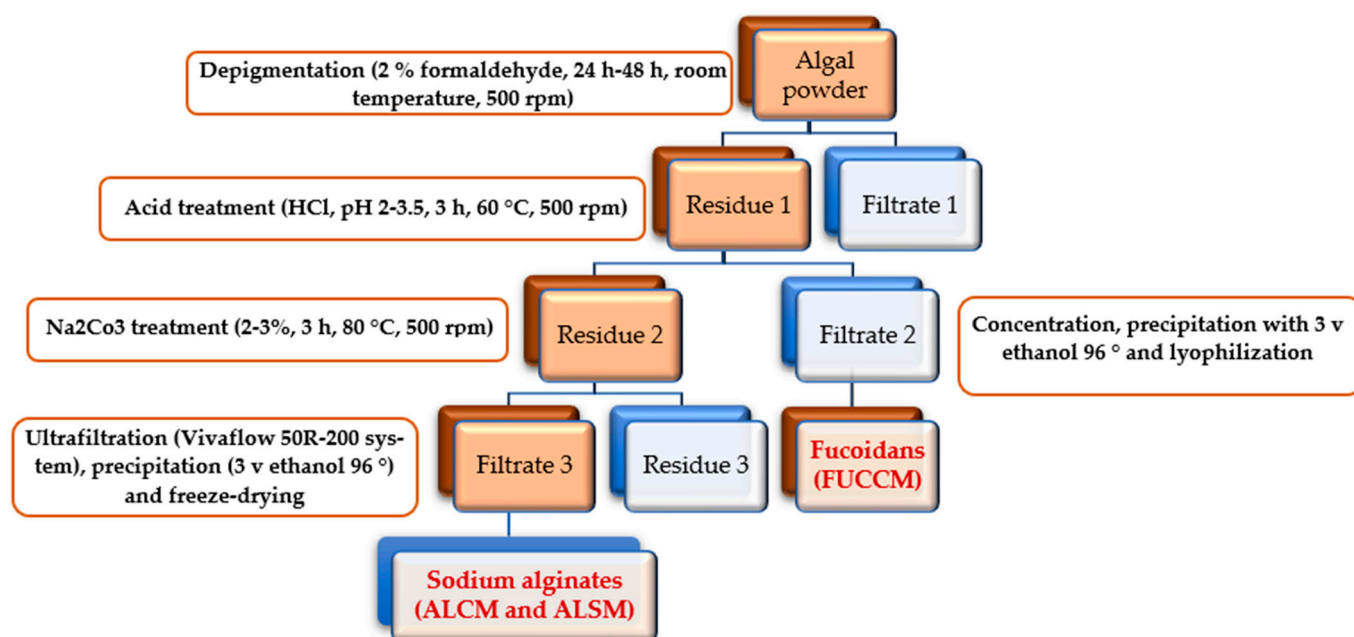 Depigmentation (2 % formaldehyde, 24 h-48 h, room
temperature, 500 rpm)
Algal
powder
Acid treatment (HCl, pH 2-3.5, 3 h, 60 °C, 500 rpm)
Residue 1
Filtrate 1
Na2Co3 treatment (2-3%, 3 h, 80 °C, 500 rpm)
Residue 2
Filtrate 2
Concentration, precipitation with 3 v
ethanol 96 ° and lyophilization
Ultrafiltration (Vivaflow 50R-200 sys-
tem), precipitation (3 v ethanol 96 °)
and freeze-drying
Filtrate 3
Residue 3
Fucoidans
(FUCCM)
Sodium alginates
(ALCM and ALSM)